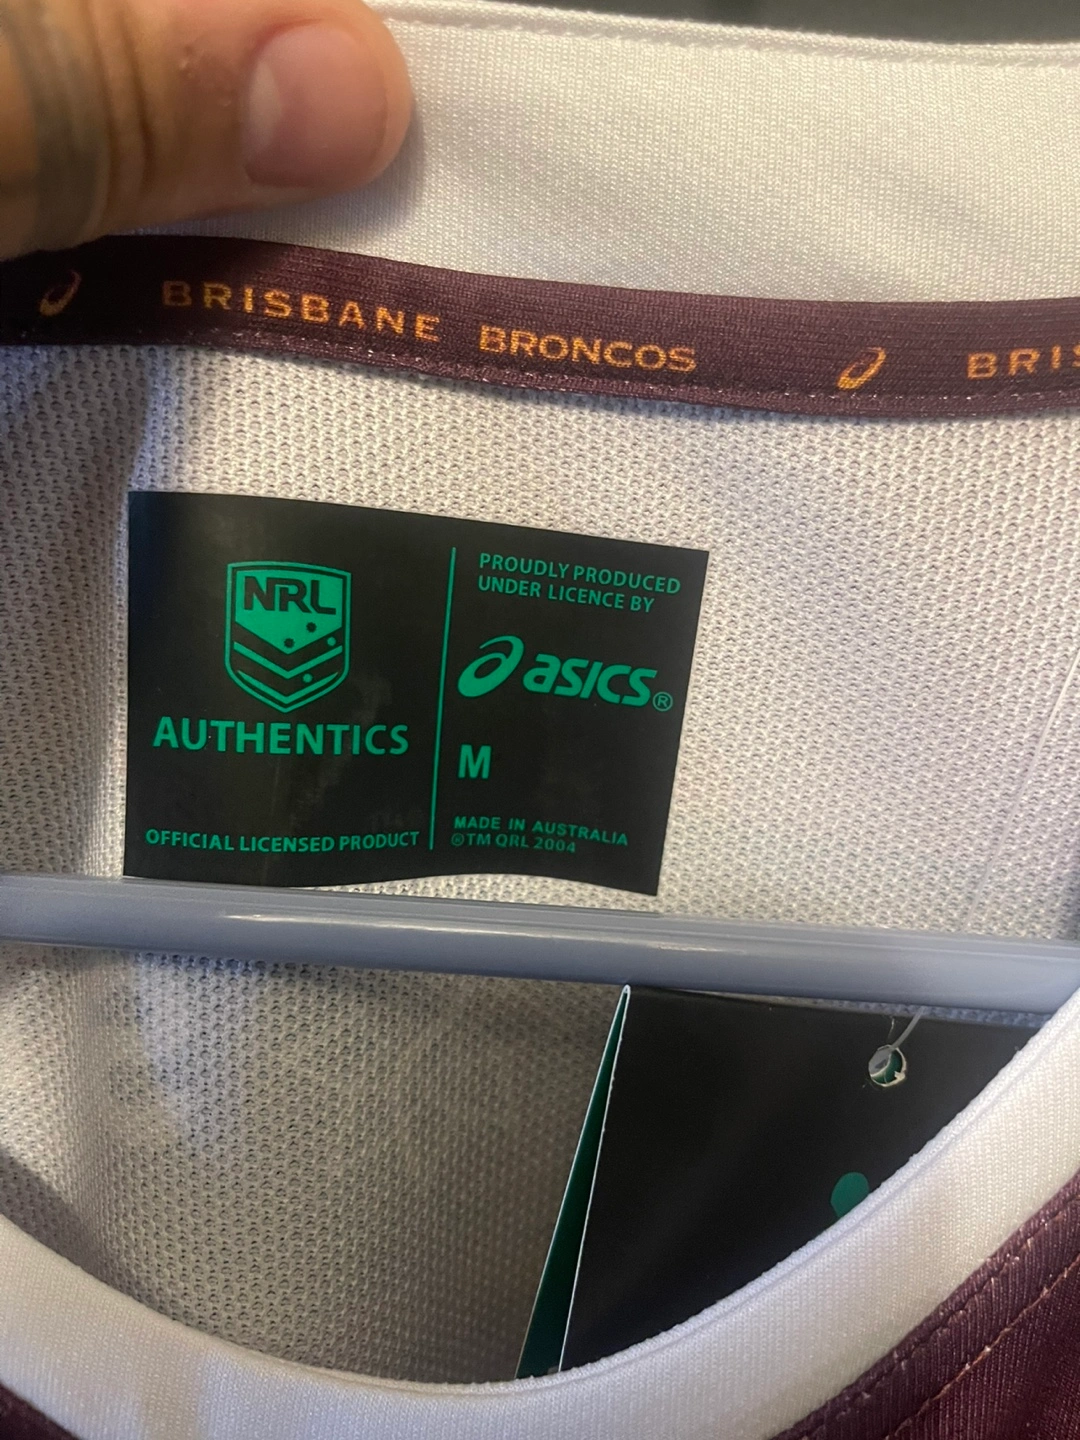 BRISBANE BRONCOS BRIS
NRL
AUTHENTICS
OFFICIAL LICENSED PRODUCT
PROUDLY PRODUCED
UNDER LICENCE BY
asics®
M
MADE IN AUSTRALIA
©TM QRL 2004